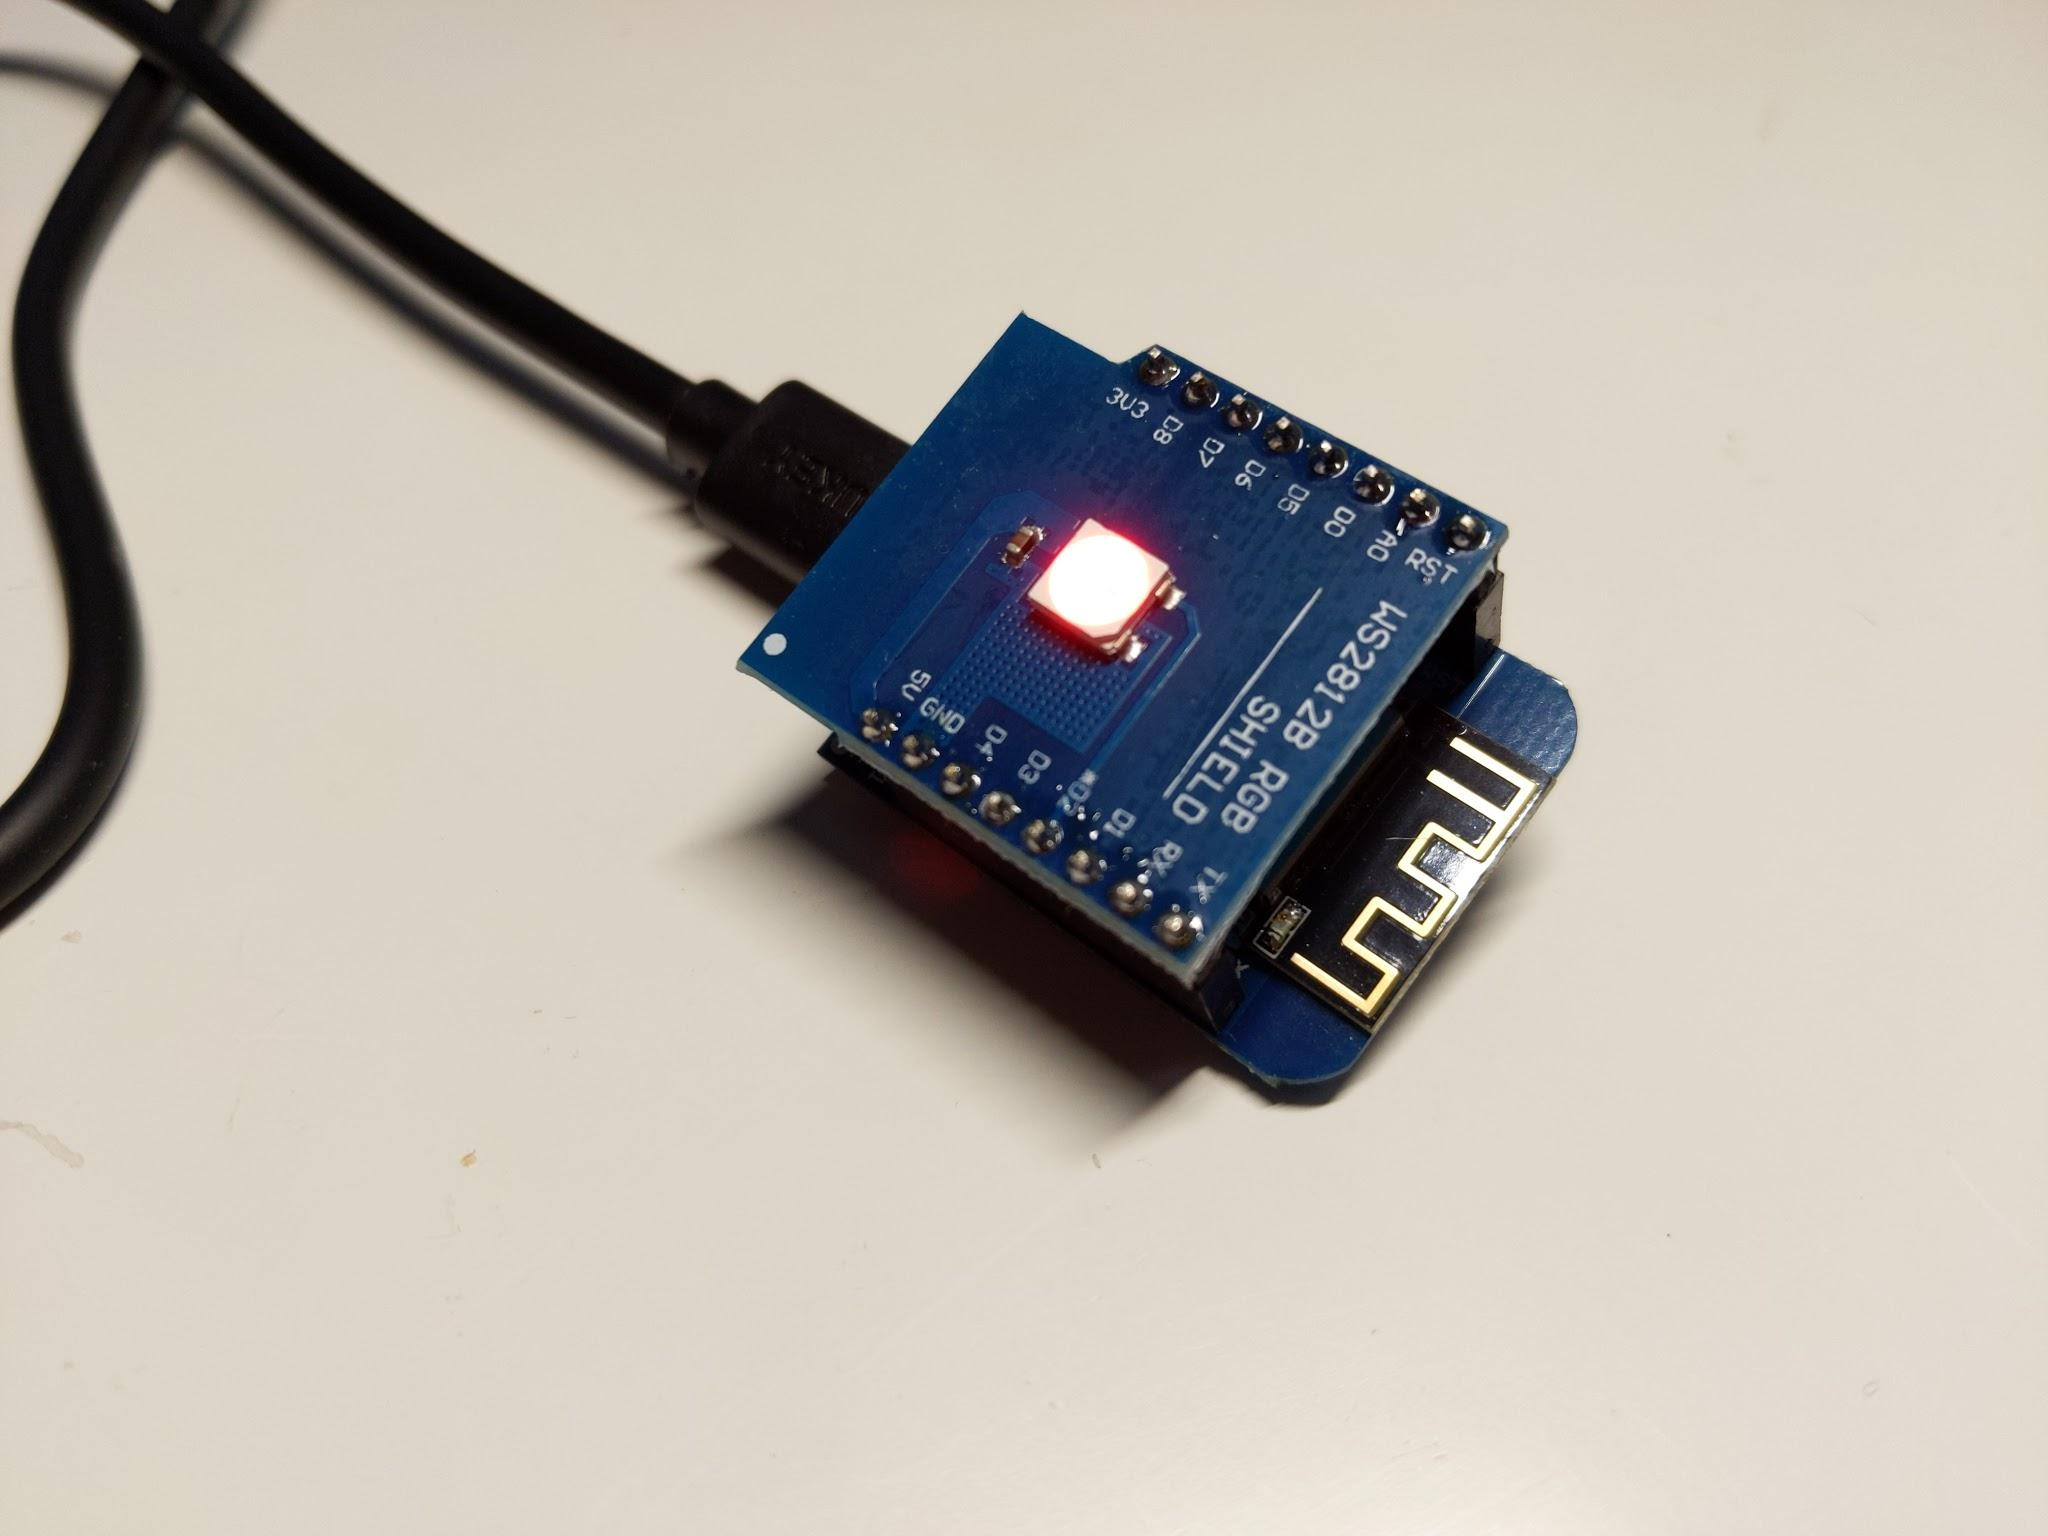 3V3
D8
D7
D6
D5
D0
A0
RST
WS2812B RGB
SHIELD
5V
GND
D4
D3
*D2
D1
RX
TX